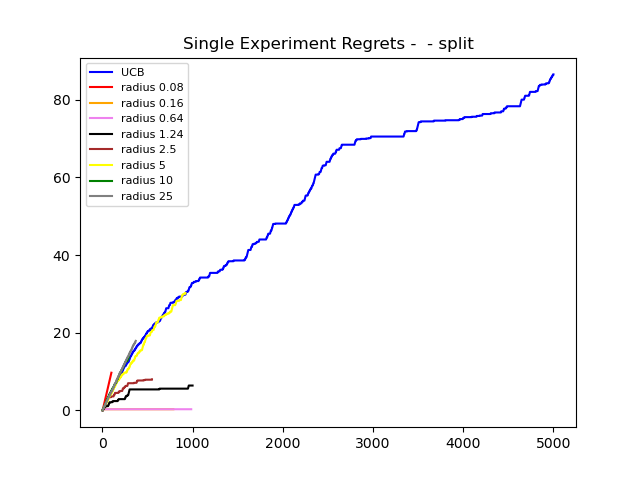 Single Experiment Regrets -  - split
UCB
radius 0.08
radius 0.16
radius 0.64
radius 1.24
radius 2.5
radius 5
radius 10
radius 25
80
60
40
20
0
0 1000 2000 3000 4000 5000